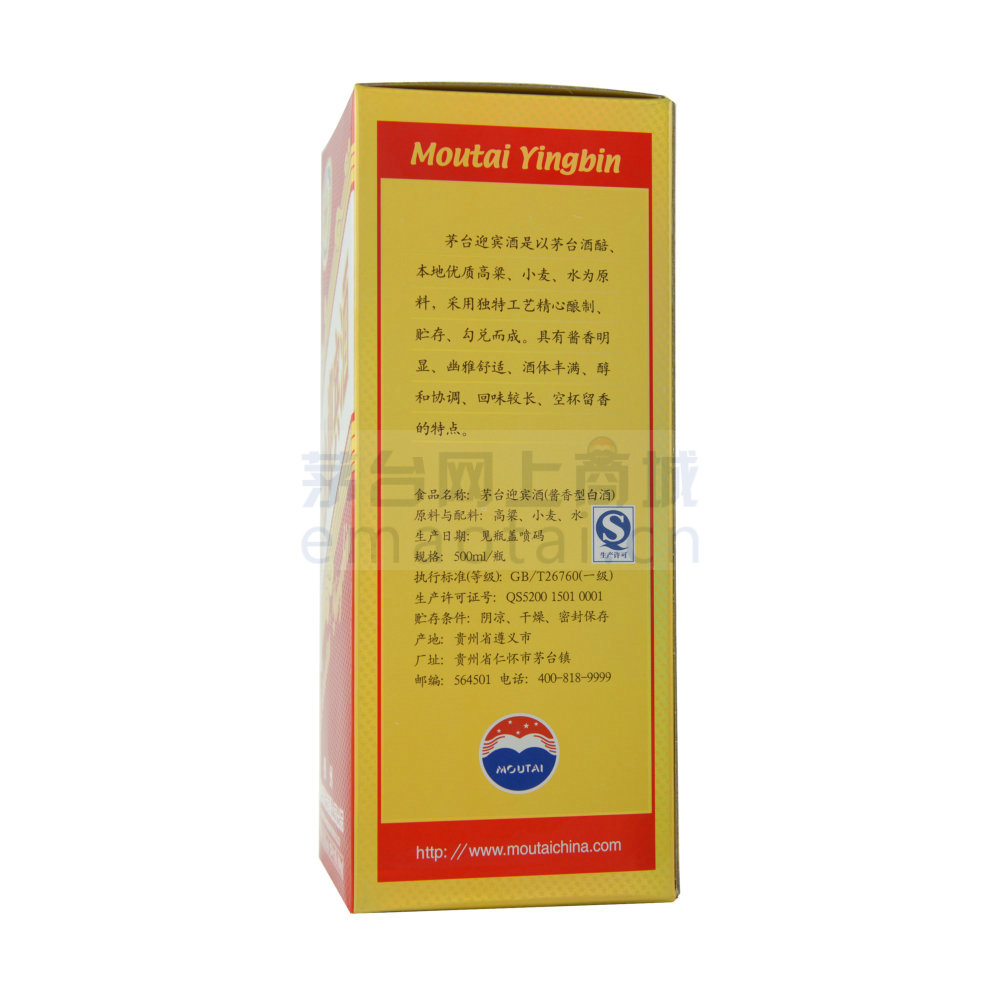 Moutai Yingbin
茅台迎宾酒是以茅台酒醅、
本地优质高粱、小麦、水为原
料，采用独特工艺精心酿制、
贮存、勾兑而成。具有酱香明
显、幽雅舒适、酒体丰满、醇
和协调、回味较长、空杯留香
的特点。
茅台网上商城
emaotai.cn
食品名称：茅台迎宾酒(酱香型白酒)
原料与配料：高粱、小麦、水
生产日期：见瓶盖喷码
规格：500ml/瓶
生产许可
执行标准(等级)：GB/T26760(一级)
生产许可证号：QS5200 1501 0001
贮存条件：阴凉、干燥、密封保存
产地：贵州省遵义市
厂址：贵州省仁怀市茅台镇
邮编：564501 电话：400-818-9999
MOUTAI
http://www.moutaichina.com